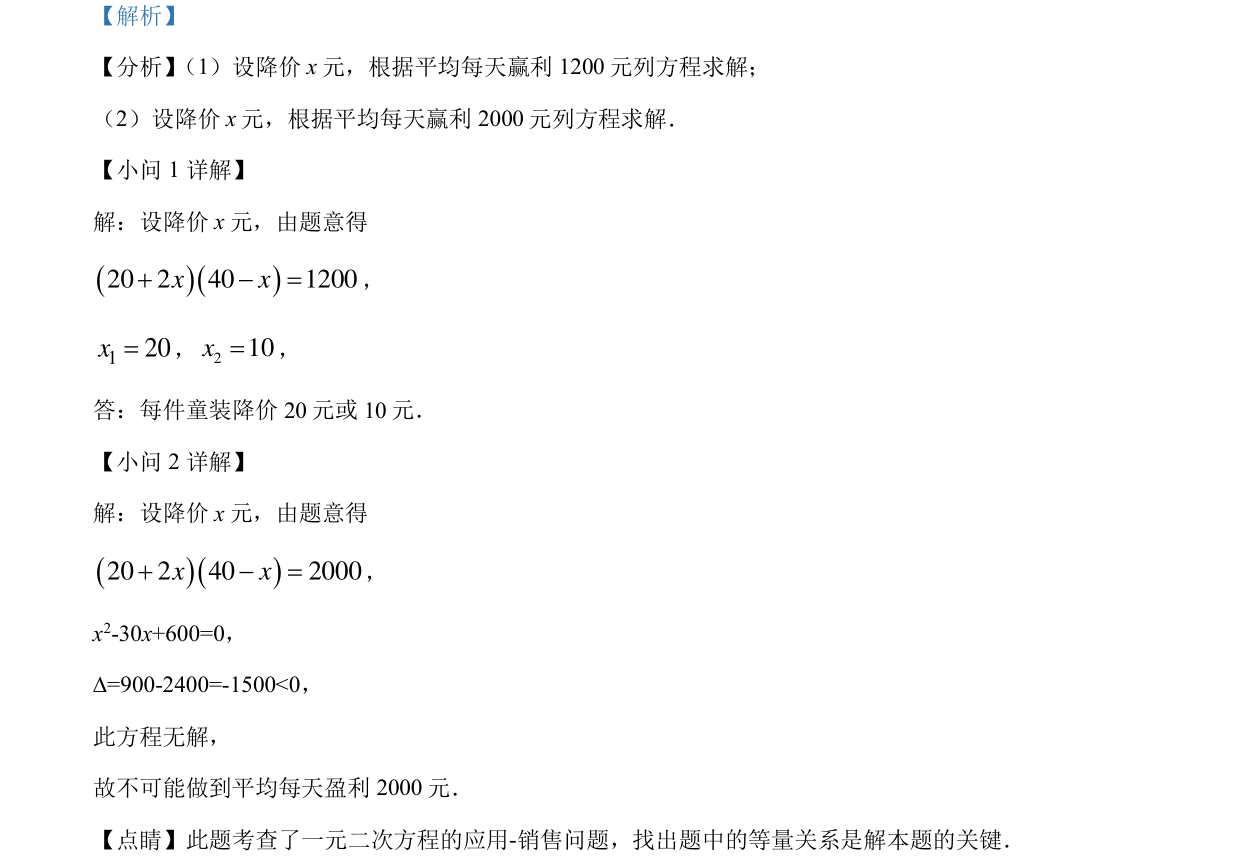 【解析】
【分析】（1）设降价 x 元，根据平均每天赢利 1200 元列方程求解；
（2）设降价 x 元，根据平均每天赢利 2000 元列方程求解．
【小问 1 详解】
解：设降价 x 元，由题意得
(20+2x)(40−x)=1200，
x₁=20，x₂=10，
答：每件童装降价 20 元或 10 元．
【小问 2 详解】
解：设降价 x 元，由题意得
(20+2x)(40−x)=2000，
x²-30x+600=0，
Δ=900-2400=-1500<0，
此方程无解，
故不可能做到平均每天盈利 2000 元．
【点睛】此题考查了一元二次方程的应用-销售问题，找出题中的等量关系是解本题的关键．